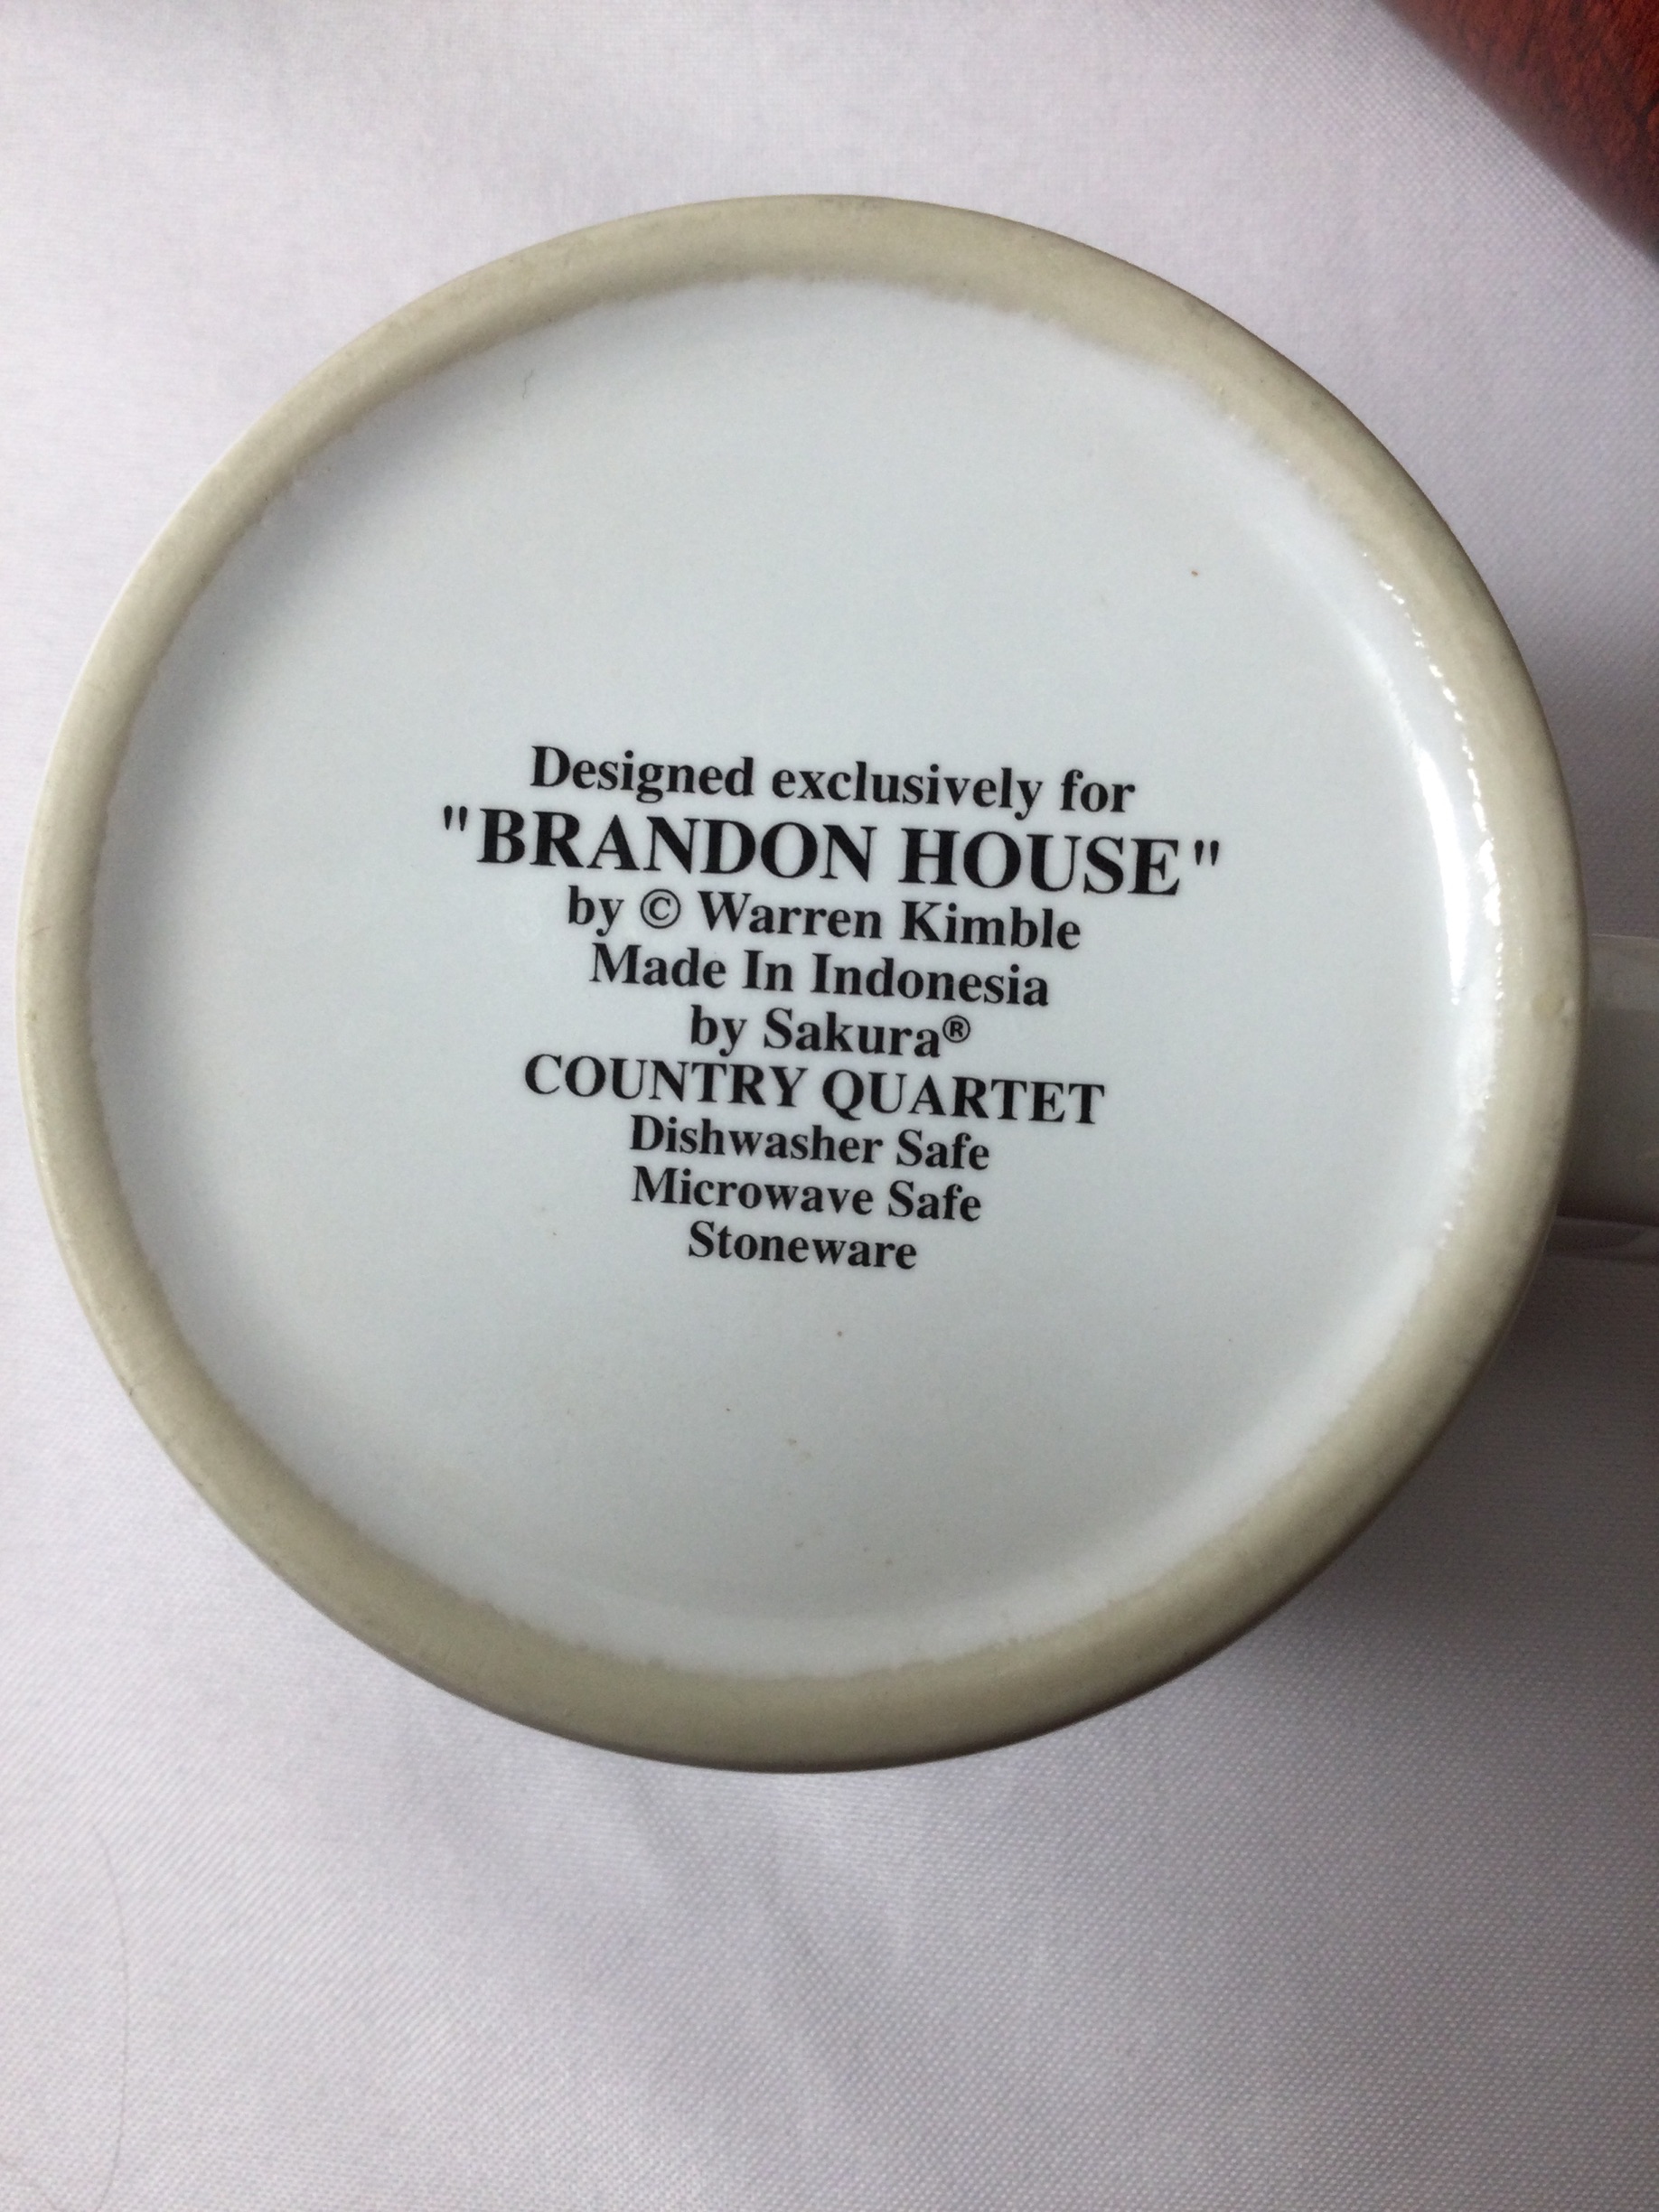 Designed exclusively for
"BRANDON HOUSE"
by © Warren Kimble
Made In Indonesia
by Sakura®
COUNTRY QUARTET
Dishwasher Safe
Microwave Safe
Stoneware